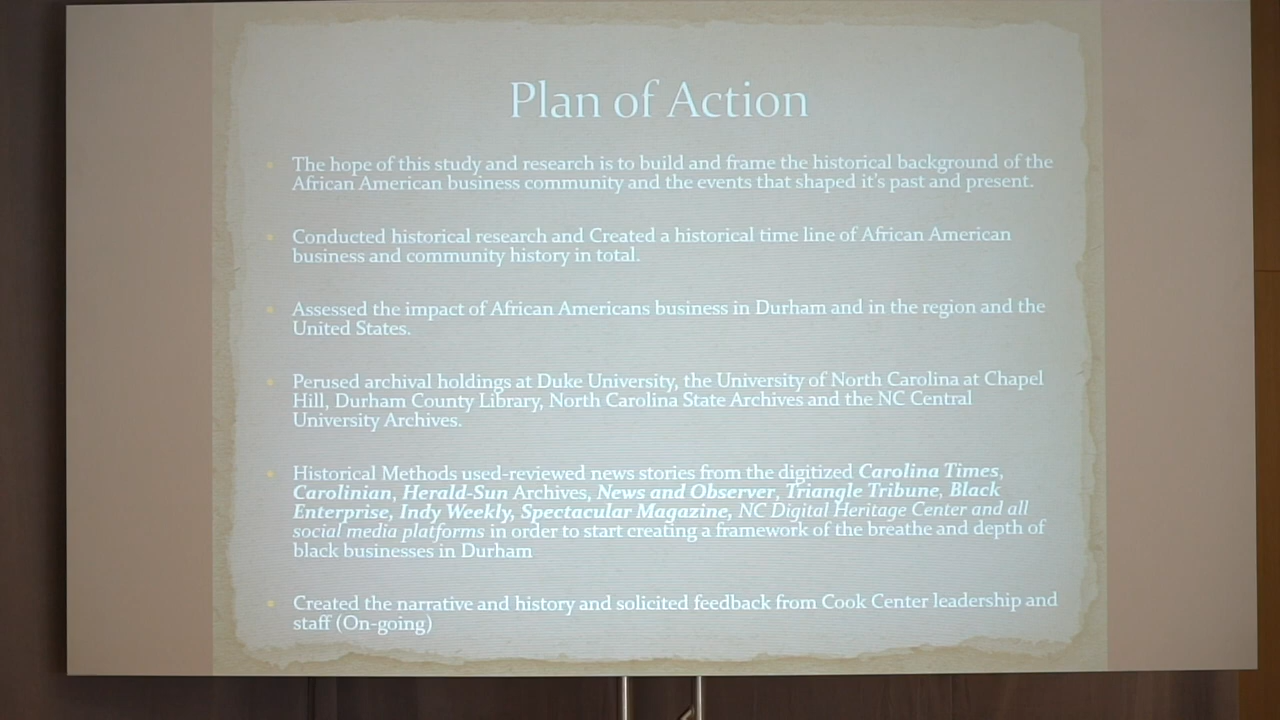 Plan of Action
The hope of this study and research is to build and frame the historical background of the
African American business community and the events that shaped it's past and present.
Conducted historical research and Created a historical time line of African American
business and community history in total.
Assessed the impact of African Americans business in Durham and in the region and the
United States.
Perused archival holdings at Duke University, the University of North Carolina at Chapel
Hill, Durham County Library, North Carolina State Archives and the NC Central
University Archives.
Historical Methods used-reviewed news stories from the digitized Carolina Times,
Carolinian, Herald-Sun Archives, News and Observer, Triangle Tribune, Black
Enterprise, Indy Weekly, Spectacular Magazine, NC Digital Heritage Center and all
social media platforms in order to start creating a framework of the breathe and depth of
black businesses in Durham
Created the narrative and history and solicited feedback from Cook Center leadership and
staff (On-going)